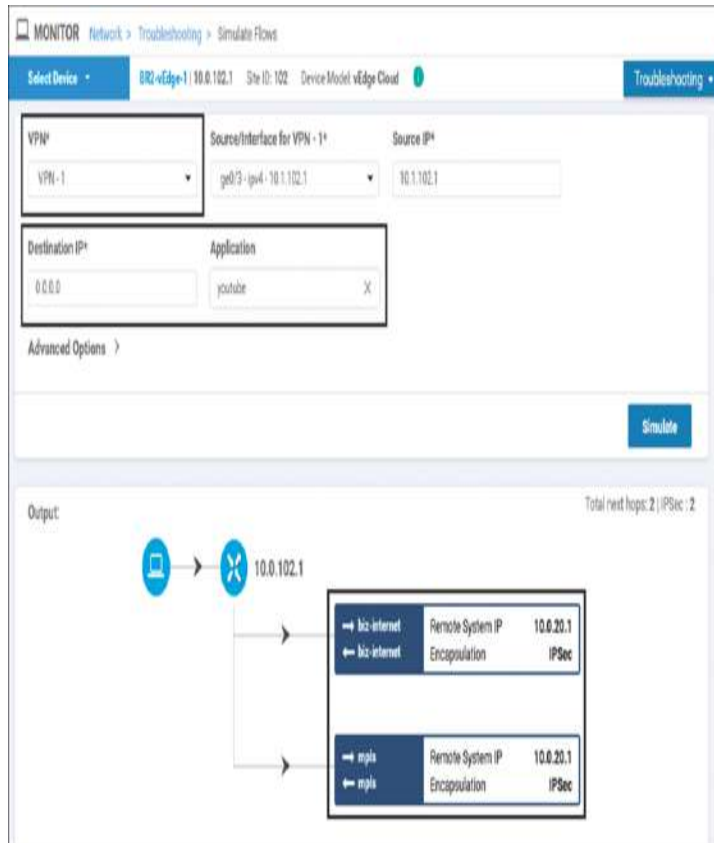 MONITOR Network > Troubleshooting > Simulate Flows
Select Device BR2-vEdge-1 | 10.0.102.1 Site ID: 102 Device Model: vEdge Cloud Troubleshooting
VPN* Source/Interface for VPN - 1* Source IP*
VPN - 1 ge0/3 - ipv4 - 10.1.102.1 10.1.102.1
Destination IP* Application
0.0.0.0 youtube X
Advanced Options >
Simulate
Output: Total next hops: 2 | IPSec : 2
10.0.102.1
→ biz-internet Remote System IP 10.0.20.1
← biz-internet Encapsulation IPSec
→ mpls Remote System IP 10.0.20.1
← mpls Encapsulation IPSec